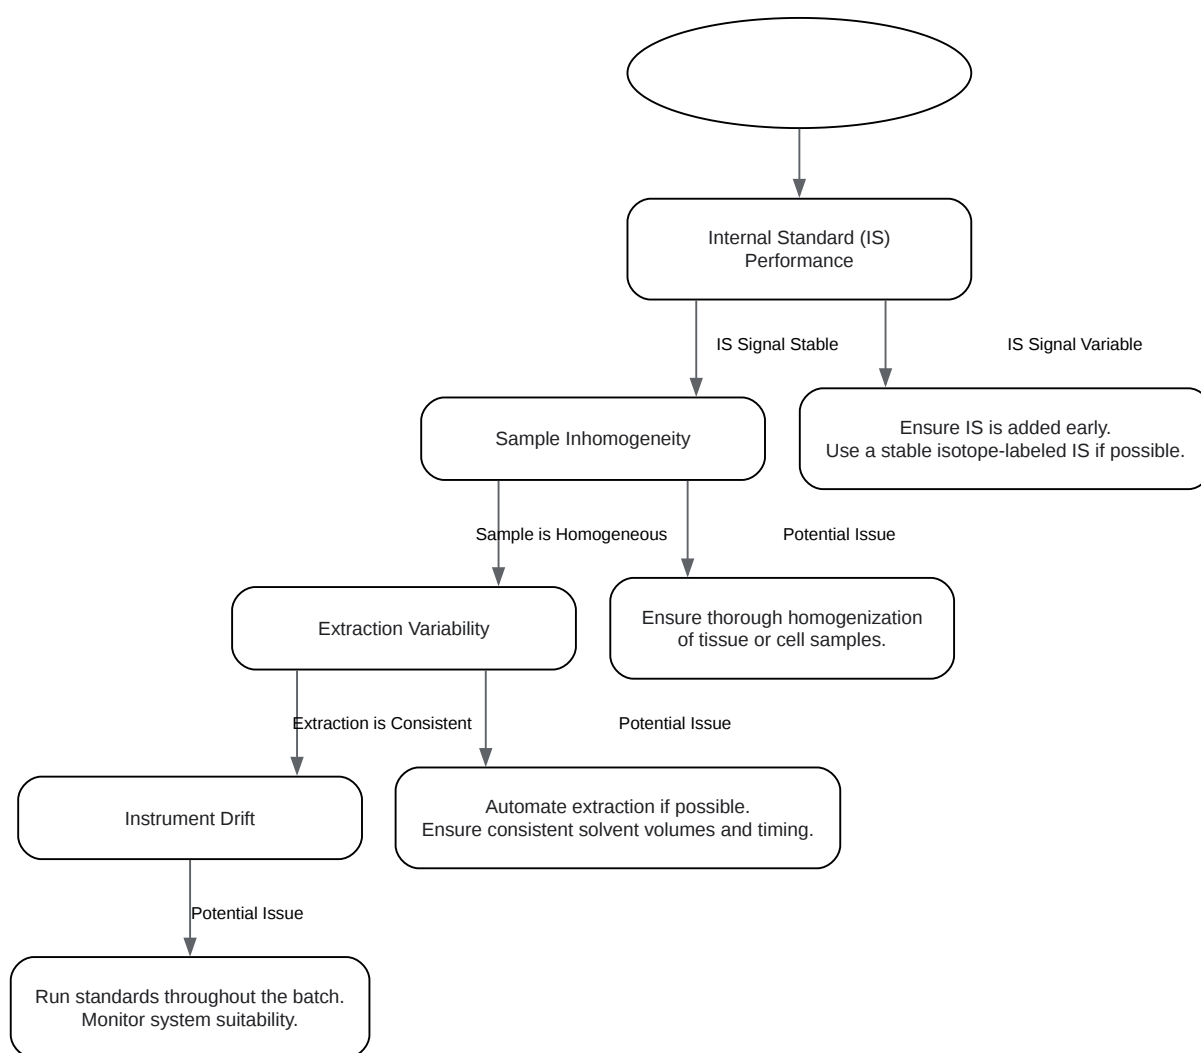 Internal Standard (IS)
Performance
IS Signal Stable
IS Signal Variable
Sample Inhomogeneity
Ensure IS is added early.
Use a stable isotope-labeled IS if possible.
Sample is Homogeneous
Potential Issue
Extraction Variability
Ensure thorough homogenization
of tissue or cell samples.
Extraction is Consistent
Potential Issue
Instrument Drift
Automate extraction if possible.
Ensure consistent solvent volumes and timing.
Potential Issue
Run standards throughout the batch.
Monitor system suitability.